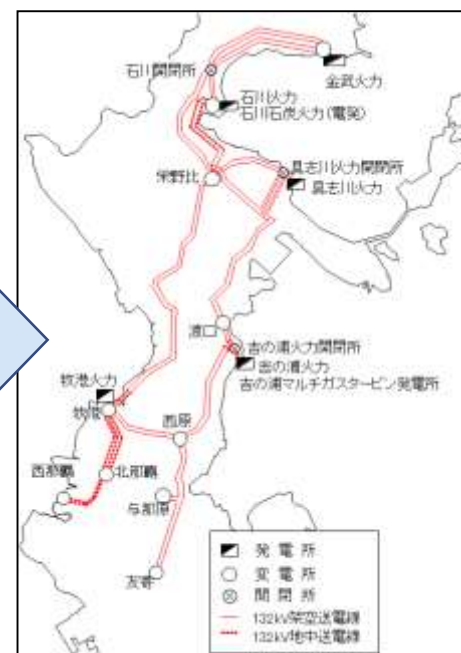 石川開閉所
金武火力
石川火力
石川石炭火力(電発)
栄野比
具志川火力開閉所
具志川火力
渡口
吉の浦火力開閉所
吉の浦火力
吉の浦マルチガスタービン発電所
牧港火力
牧港
西原
西那覇
北那覇
与那原
友寄
発電所
変電所
開閉所
132kV架空送電線
132kV地中送電線